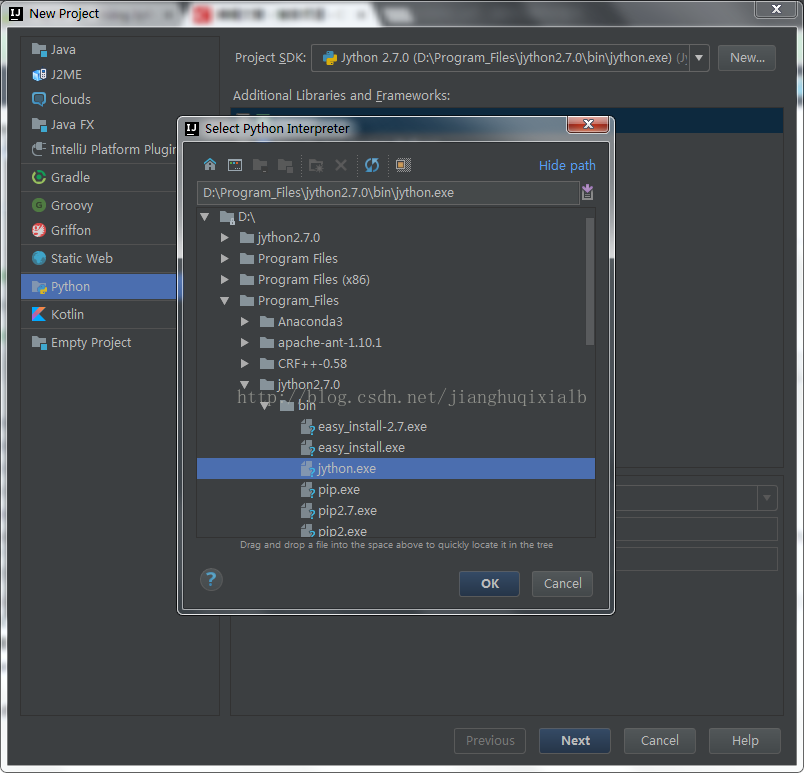 New Project
Java
J2ME
Clouds
Java FX
IntelliJ Platform Plugin
Gradle
Groovy
Griffon
Static Web
Python
Kotlin
Empty Project
Project SDK: Jython 2.7.0 (D:\Program_Files\jython2.7.0\bin\jython.exe) (Jy New...
Additional Libraries and Frameworks:
Select Python Interpreter
Hide path
D:\Program_Files\jython2.7.0\bin\jython.exe
D:\
jython2.7.0
Program Files
Program Files (x86)
Program_Files
Anaconda3
apache-ant-1.10.1
CRF++-0.58
jython2.7.0
http://blog.csdn.net/jianghuqixialb
bin
easy_install-2.7.exe
easy_install.exe
jython.exe
pip.exe
pip2.7.exe
pip2.exe
Drag and drop a file into the space above to quickly locate it in the tree
? OK Cancel
Previous Next Cancel Help